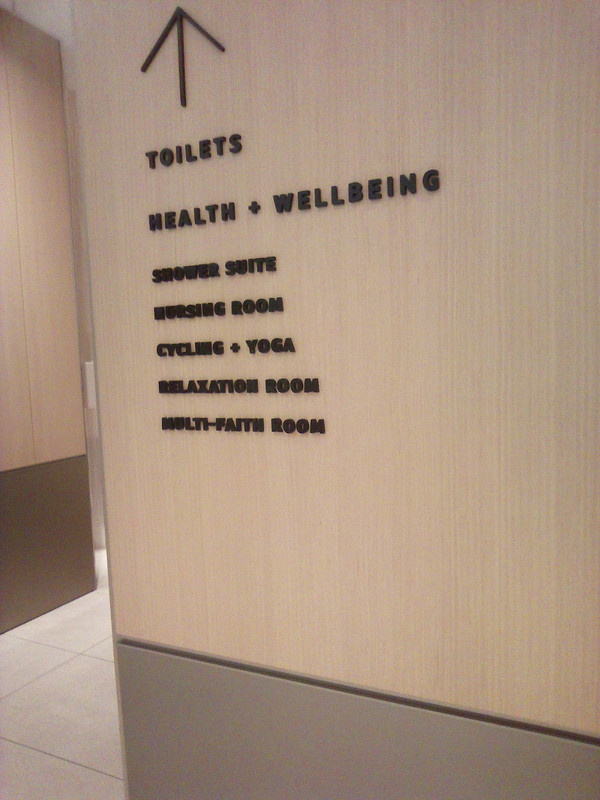 TOILETS
HEALTH + WELLBEING
SHOWER SUITE
NURSING ROOM
CYCLING + YOGA
RELAXATION ROOM
MULTI-FAITH ROOM